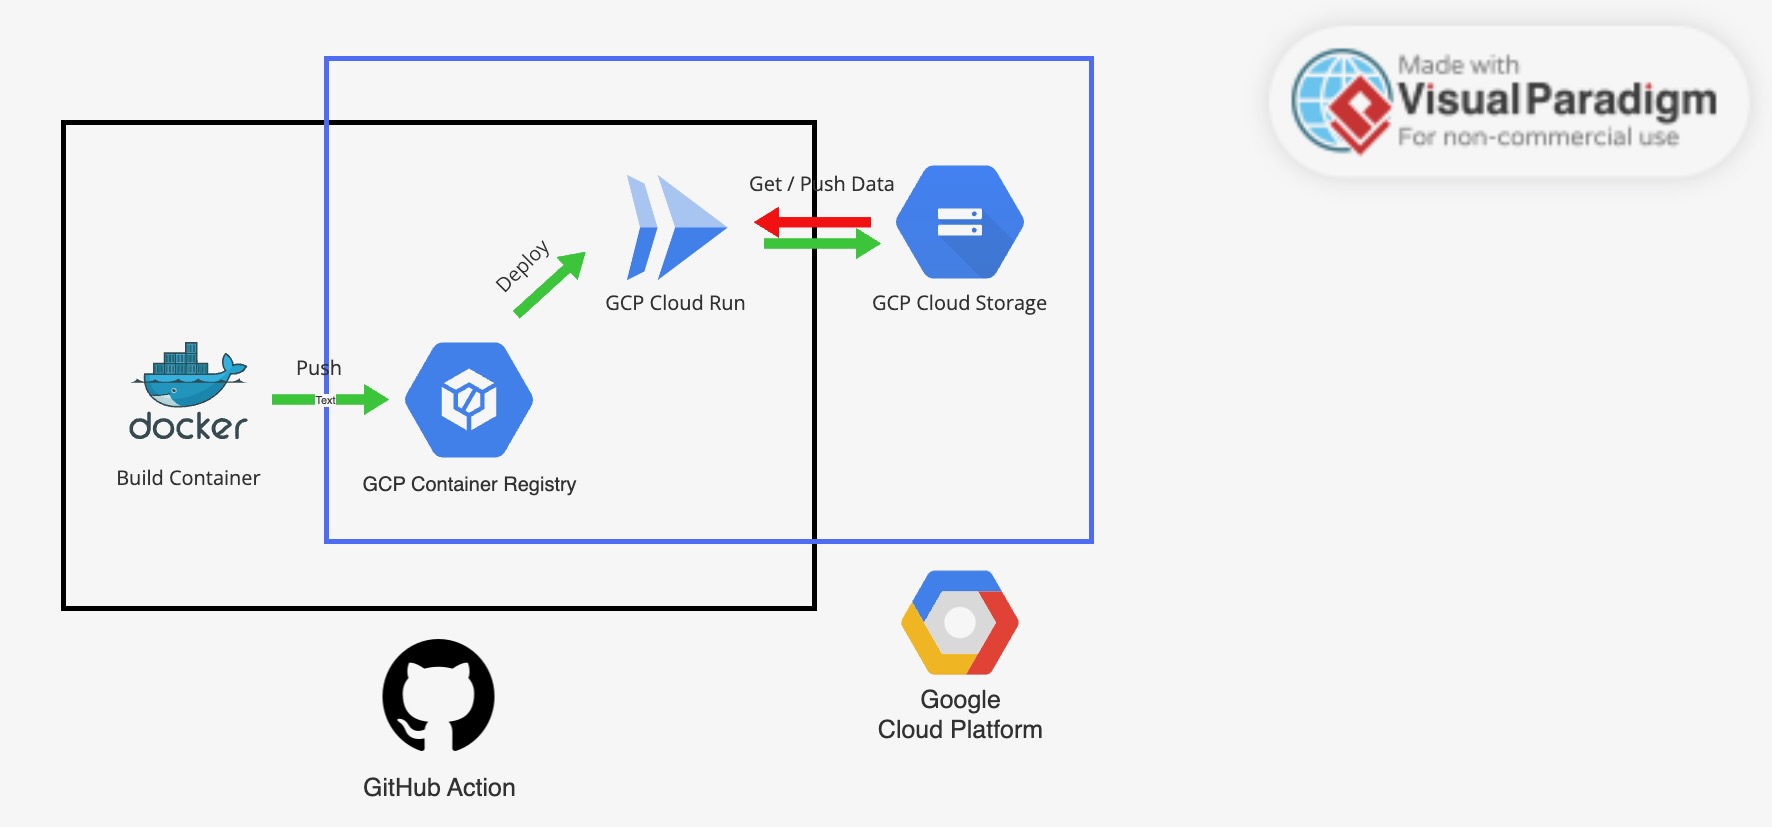 Made with
Visual Paradigm
For non-commercial use
Get / Push Data
Deploy
GCP Cloud Run
GCP Cloud Storage
Push
Text
docker
Build Container
GCP Container Registry
Google
Cloud Platform
GitHub Action